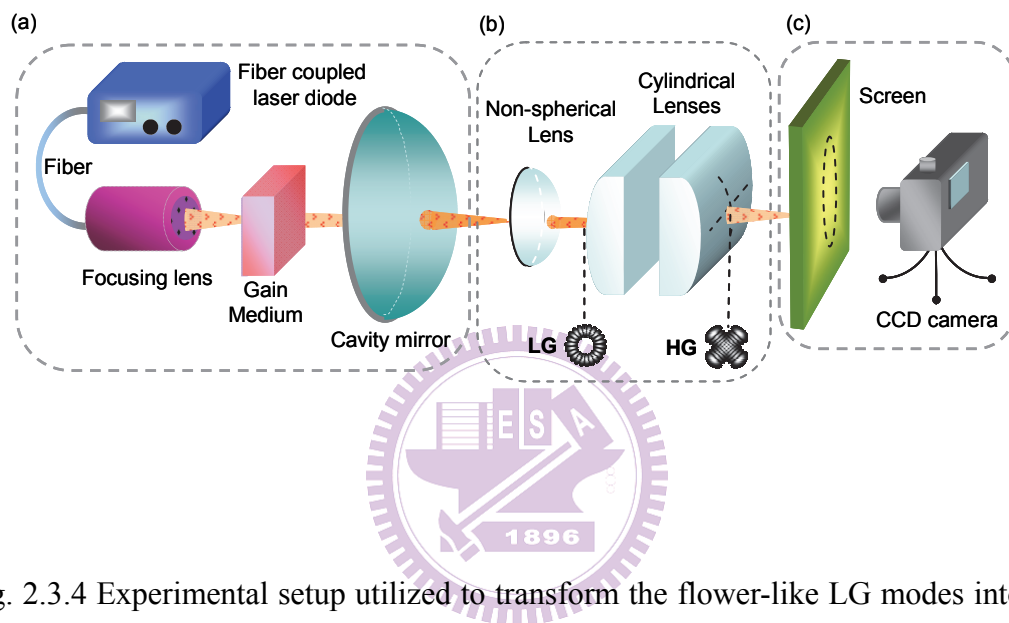 (a)
Fiber coupled
laser diode
Fiber
Focusing lens
Gain
Medium
Cavity mirror
(b)
Non-spherical
Lens
Cylindrical
Lenses
LG
HG
(c)
Screen
CCD camera
E S A
1896
g. 2.3.4 Experimental setup utilized to transform the flower-like LG modes into